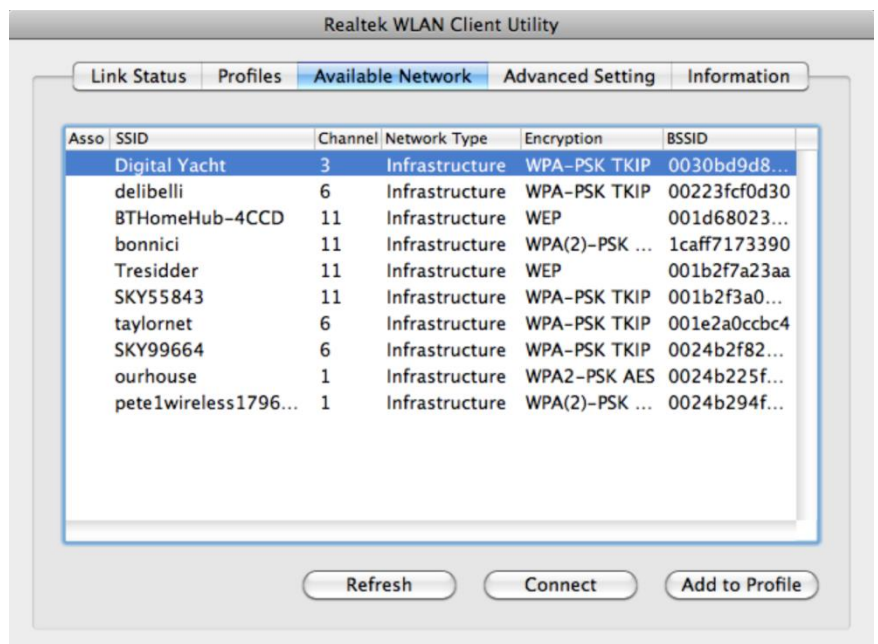 Realtek WLAN Client Utility
Link Status Profiles Available Network Advanced Setting Information
Asso SSID Channel Network Type Encryption BSSID
Digital Yacht 3 Infrastructure WPA-PSK TKIP 0030bd9d8...
delibelli 6 Infrastructure WPA-PSK TKIP 00223fcf0d30
BTHomeHub-4CCD 11 Infrastructure WEP 001d68023...
bonnici 11 Infrastructure WPA(2)-PSK ... 1caff7173390
Tresidder 11 Infrastructure WEP 001b2f7a23aa
SKY55843 11 Infrastructure WPA-PSK TKIP 001b2f3a0...
taylornet 6 Infrastructure WPA-PSK TKIP 001e2a0ccbc4
SKY99664 6 Infrastructure WPA-PSK TKIP 0024b2f82...
ourhouse 1 Infrastructure WPA2-PSK AES 0024b225f...
pete1wireless1796... 1 Infrastructure WPA(2)-PSK ... 0024b294f...
Refresh Connect Add to Profile